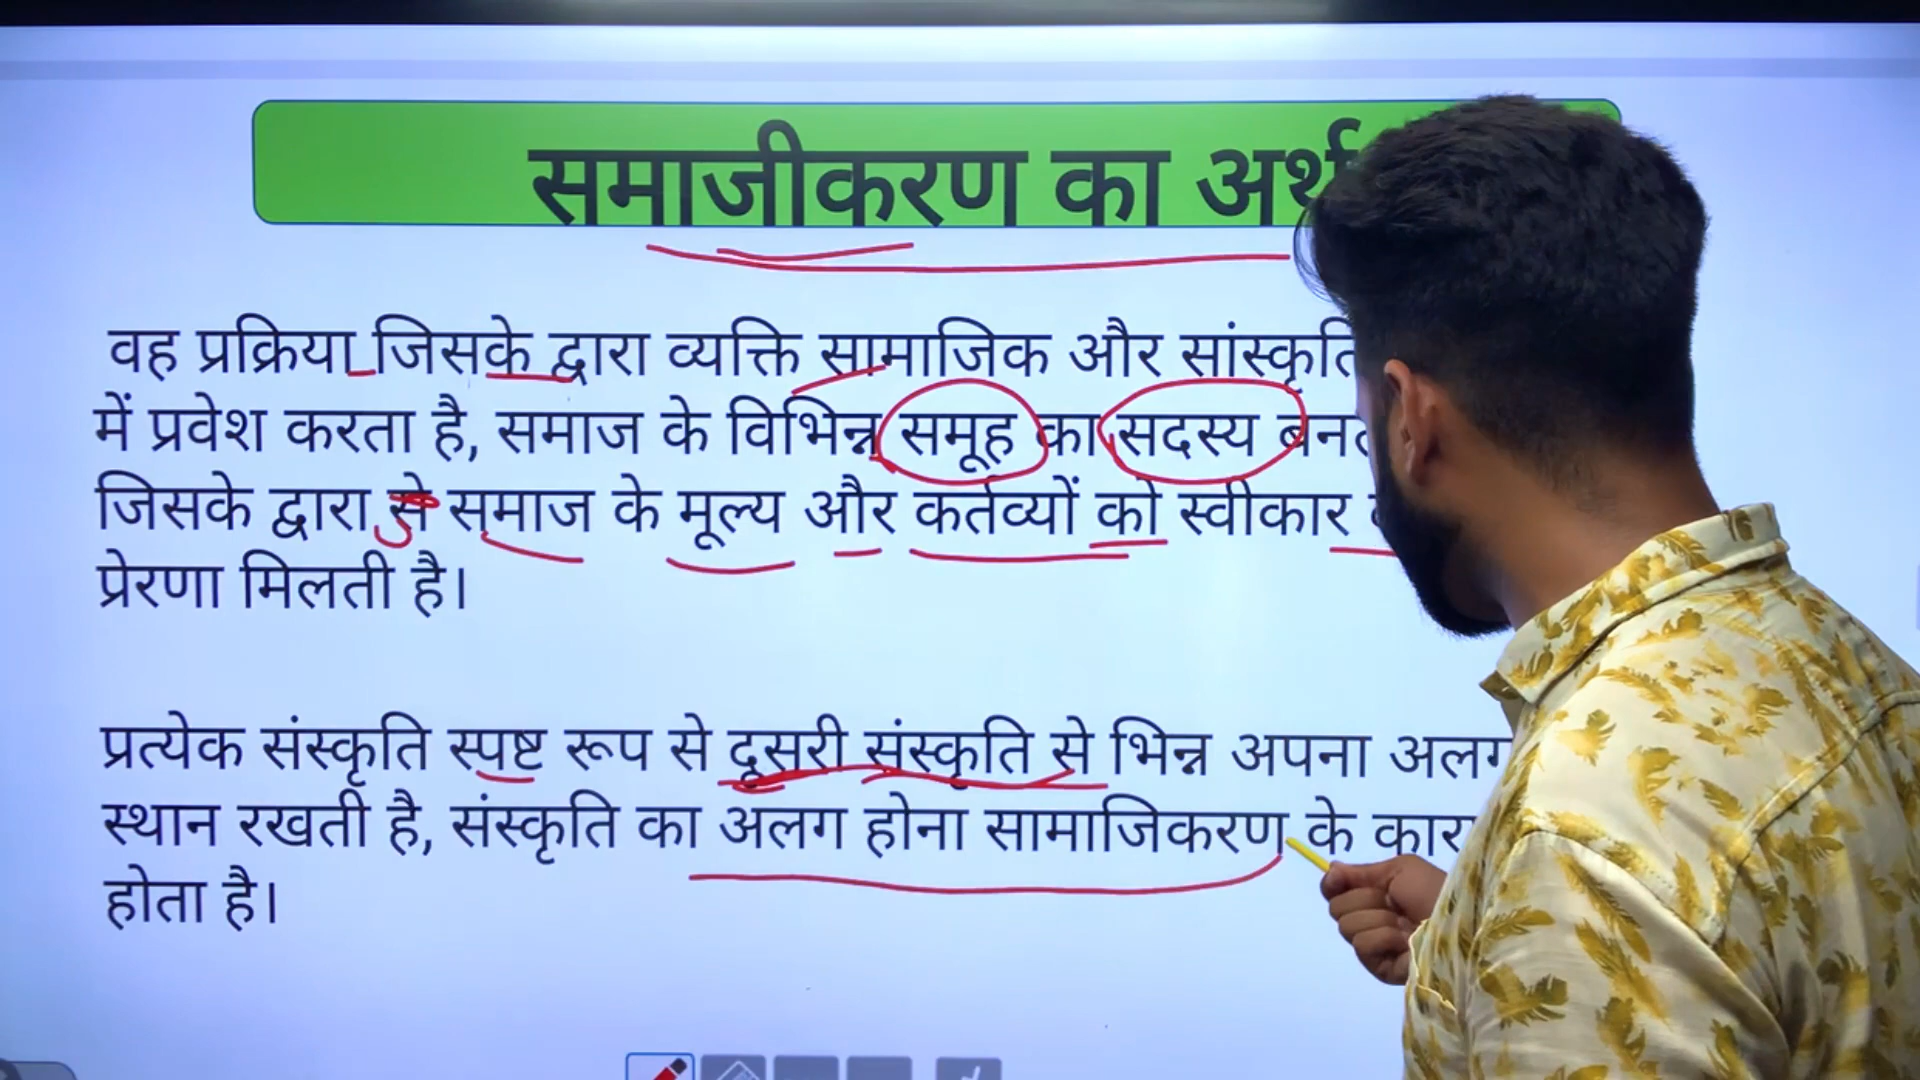 समाजीकरण का अर्थ
वह प्रक्रिया जिसके द्वारा व्यक्ति सामाजिक और
में प्रवेश करता है, समाज के विभिन्न समूह का सदस्य
जिसके द्वारा से समाज के मूल्य और कर्तव्यों को स्वीकार
प्रेरणा मिलती है।
प्रत्येक संस्कृति स्पष्ट रूप से दूसरी संस्कृति से भिन्न अपना अलग
स्थान रखती है, संस्कृति का अलग होना सामाजिकरण के
होता है।